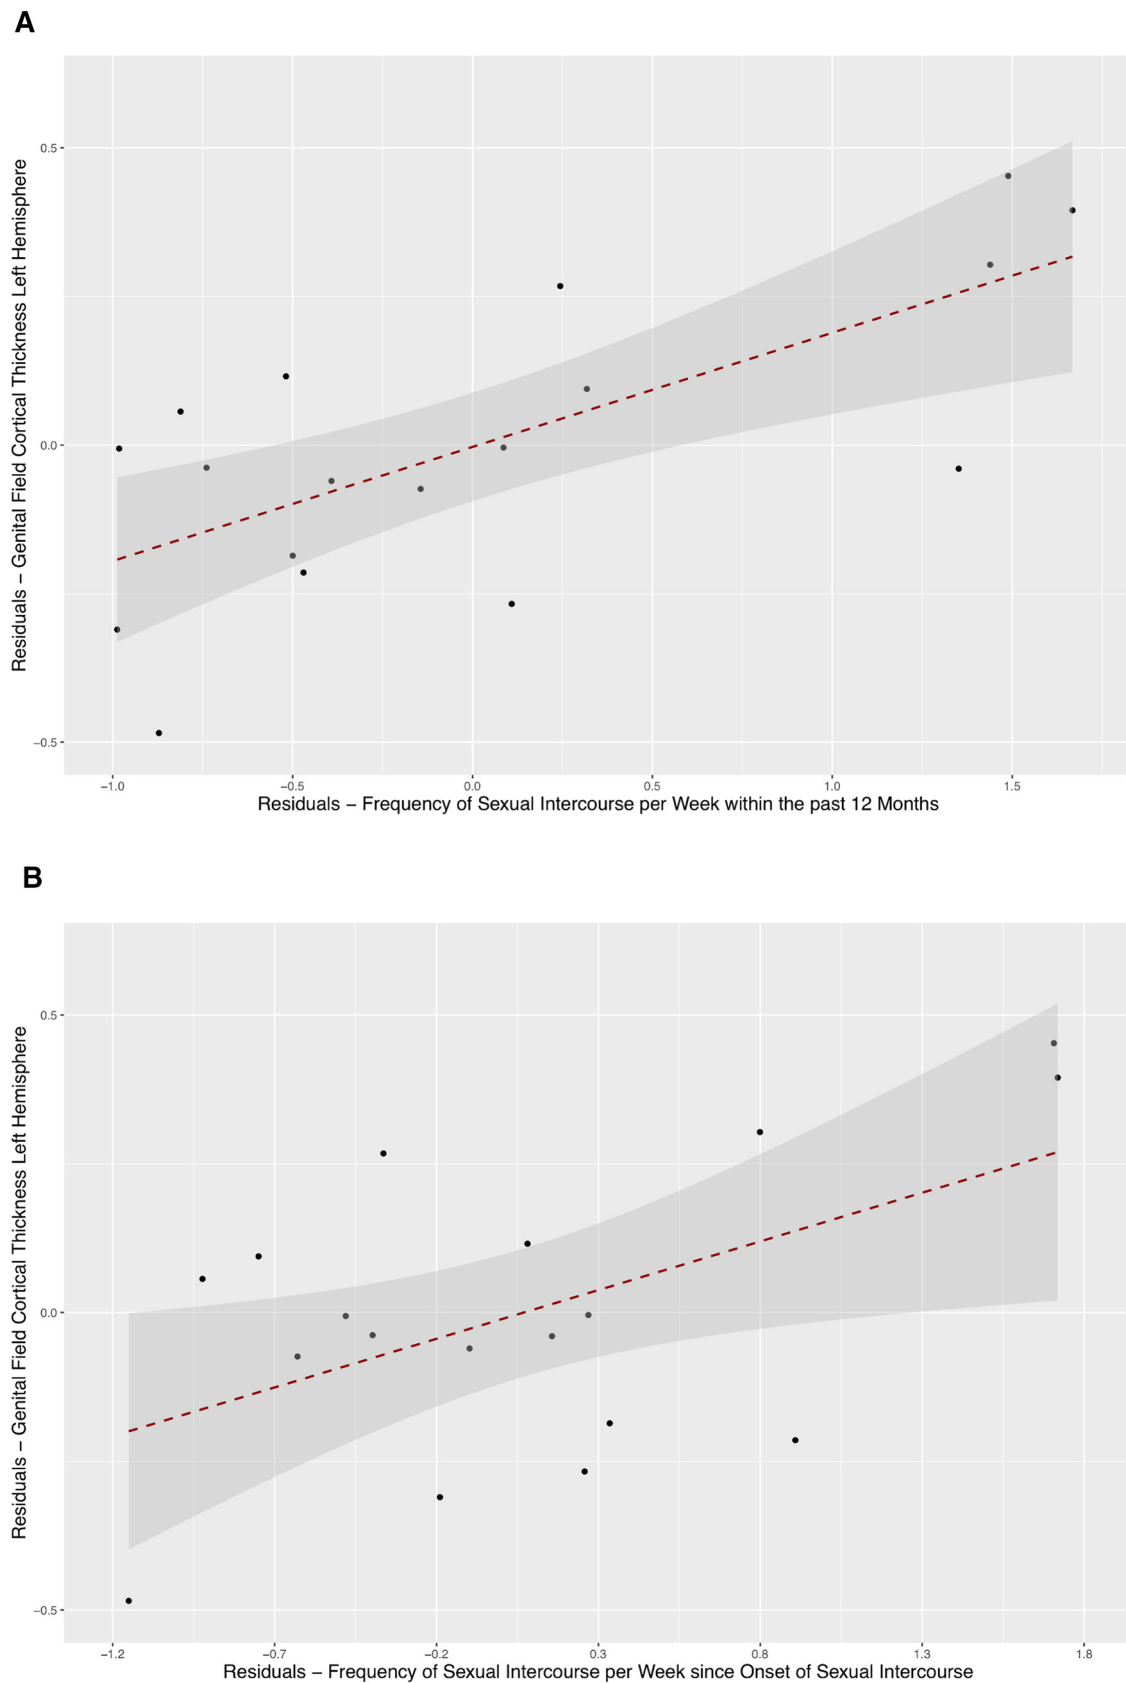 A
Residuals − Genital Field Cortical Thickness Left Hemisphere
0.5
0.0
−0.5
−1.0 −0.5 0.0 0.5 1.0 1.5
Residuals − Frequency of Sexual Intercourse per Week within the past 12 Months
B
Residuals − Genital Field Cortical Thickness Left Hemisphere
0.5
0.0
−0.5
−1.2 −0.7 −0.2 0.3 0.8 1.3 1.8
Residuals − Frequency of Sexual Intercourse per Week since Onset of Sexual Intercourse